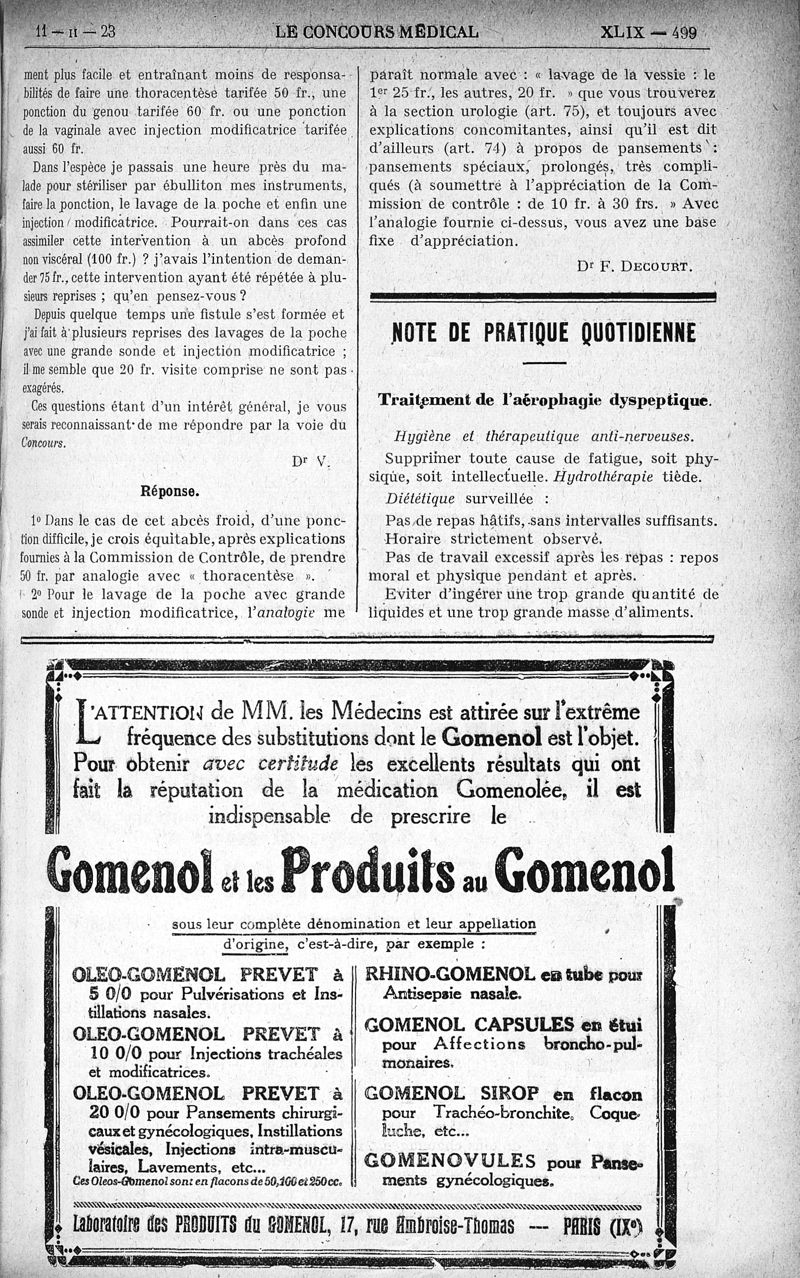 11 — II — 23
LE CONCOURS MÉDICAL
XLIX — 499
ment plus facile et entraînant moins de responsa-
bilités de faire une thoracentèse tarifée 50 fr., une
ponction du genou tarifée 60 fr. ou une ponction
de la vaginale avec injection modificatrice tarifée
aussi 60 fr.
Dans l'espèce je passais une heure près du ma-
lade pour stériliser par ébulliton mes instruments,
faire la ponction, le lavage de la poche et enfin une
injection modificatrice. Pourrait-on dans ces cas
assimiler cette intervention à un abcès profond
non viscéral (100 fr.) ? j'avais l'intention de deman-
der 75 fr., cette intervention ayant été répétée à plu-
sieurs reprises ; qu'en pensez-vous ?
Depuis quelque temps une fistule s'est formée et
j'ai fait à plusieurs reprises des lavages de la poche
avec une grande sonde et injection modificatrice ;
il me semble que 20 fr. visite comprise ne sont pas
exagérés.
Ces questions étant d'un intérêt général, je vous
serais reconnaissant de me répondre par la voie du
Concours.
Dr V.
Réponse.
1º Dans le cas de cet abcès froid, d'une ponc-
tion difficile, je crois équitable, après explications
fournies à la Commission de Contrôle, de prendre
50 fr. par analogie avec « thoracentèse ».
2º Pour le lavage de la poche avec grande
sonde et injection modificatrice, l'analogie me
paraît normale avec : « lavage de la vessie : le
1er 25 fr., les autres, 20 fr. » que vous trouverez
à la section urologie (art. 75), et toujours avec
explications concomitantes, ainsi qu'il est dit
d'ailleurs (art. 74) à propos de pansements :
pansements spéciaux, prolongés, très compli-
qués (à soumettre à l'appréciation de la Com-
mission de contrôle : de 10 fr. à 30 frs. » Avec
l'analogie fournie ci-dessus, vous avez une base
fixe d'appréciation.
Dr F. DECOURT.
NOTE DE PRATIQUE QUOTIDIENNE
Traitement de l'aérophagie dyspeptique.
Hygiène et thérapeutique anti-nerveuses.
Supprimer toute cause de fatigue, soit phy-
sique, soit intellectuelle. Hydrothérapie tiède.
Diététique surveillée :
Pas de repas hâtifs, sans intervalles suffisants.
Horaire strictement observé.
Pas de travail excessif après les repas : repos
moral et physique pendant et après.
Eviter d'ingérer une trop grande quantité de
liquides et une trop grande masse d'aliments.
L'ATTENTION de MM. les Médecins est attirée sur l'extrême
fréquence des substitutions dont le Gomenol est l'objet.
Pour obtenir avec certitude les excellents résultats qui ont
fait la réputation de la médication Gomenolée, il est
indispensable de prescrire le
Gomenol et les Produits au Gomenol
sous leur complète dénomination et leur appellation
d'origine, c'est-à-dire, par exemple :
OLEO-GOMENOL PREVET à
5 0/0 pour Pulvérisations et Ins-
tillations nasales.
OLEO-GOMENOL PREVET à
10 0/0 pour Injections trachéales
et modificatrices.
OLEO-GOMENOL PREVET à
20 0/0 pour Pansements chirurgi-
caux et gynécologiques, Instillations
vésicales, Injections intra-muscu-
laires, Lavements, etc...
Ces Oleos-Gomenol sont en flacons de 50, 100 et 250 cc.
RHINO-GOMENOL en tube pour
Antisepsie nasale.
GOMENOL CAPSULES en étui
pour Affections broncho-pul-
monaires.
GOMENOL SIROP en flacon
pour Trachéo-bronchite, Coque-
luche, etc...
GOMENOVULES pour Panse-
ments gynécologiques.
Laboratoire des PRODUITS du GOMENOL, 17, rue Ambroise-Thomas — PARIS (IXe)